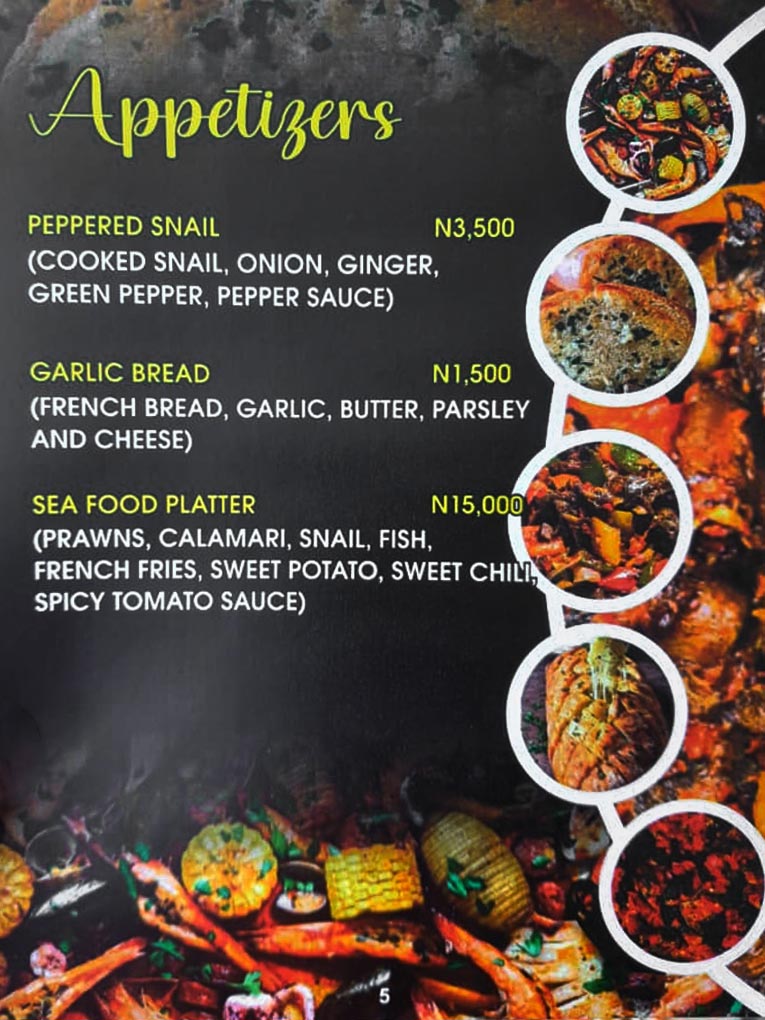 Appetizers
PEPPERED SNAIL N3,500
(COOKED SNAIL, ONION, GINGER,
GREEN PEPPER, PEPPER SAUCE)
GARLIC BREAD N1,500
(FRENCH BREAD, GARLIC, BUTTER, PARSLEY
AND CHEESE)
SEA FOOD PLATTER N15,000
(PRAWNS, CALAMARI, SNAIL, FISH,
FRENCH FRIES, SWEET POTATO, SWEET CHILI,
SPICY TOMATO SAUCE)
5